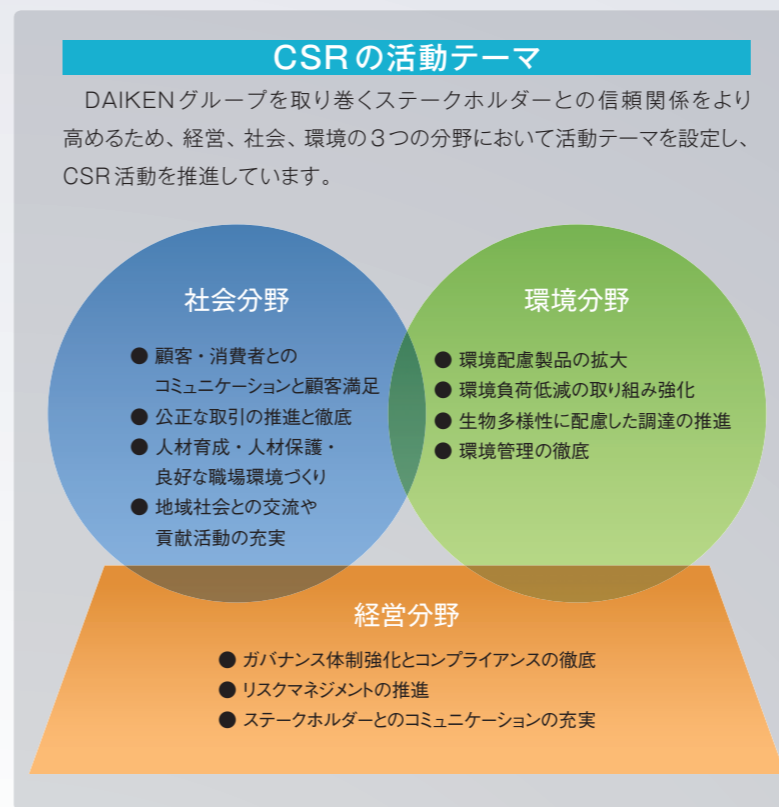 CSRの活動テーマ
DAIKENグループを取り巻くステークホルダーとの信頼関係をより
高めるため、経営、社会、環境の3つの分野において活動テーマを設定し、
CSR活動を推進しています。
社会分野
● 顧客・消費者との
コミュニケーションと顧客満足
● 公正な取引の推進と徹底
● 人材育成・人材保護・
良好な職場環境づくり
● 地域社会との交流や
貢献活動の充実
環境分野
● 環境配慮製品の拡大
● 環境負荷低減の取り組み強化
● 生物多様性に配慮した調達の推進
● 環境管理の徹底
経営分野
● ガバナンス体制強化とコンプライアンスの徹底
● リスクマネジメントの推進
● ステークホルダーとのコミュニケーションの充実